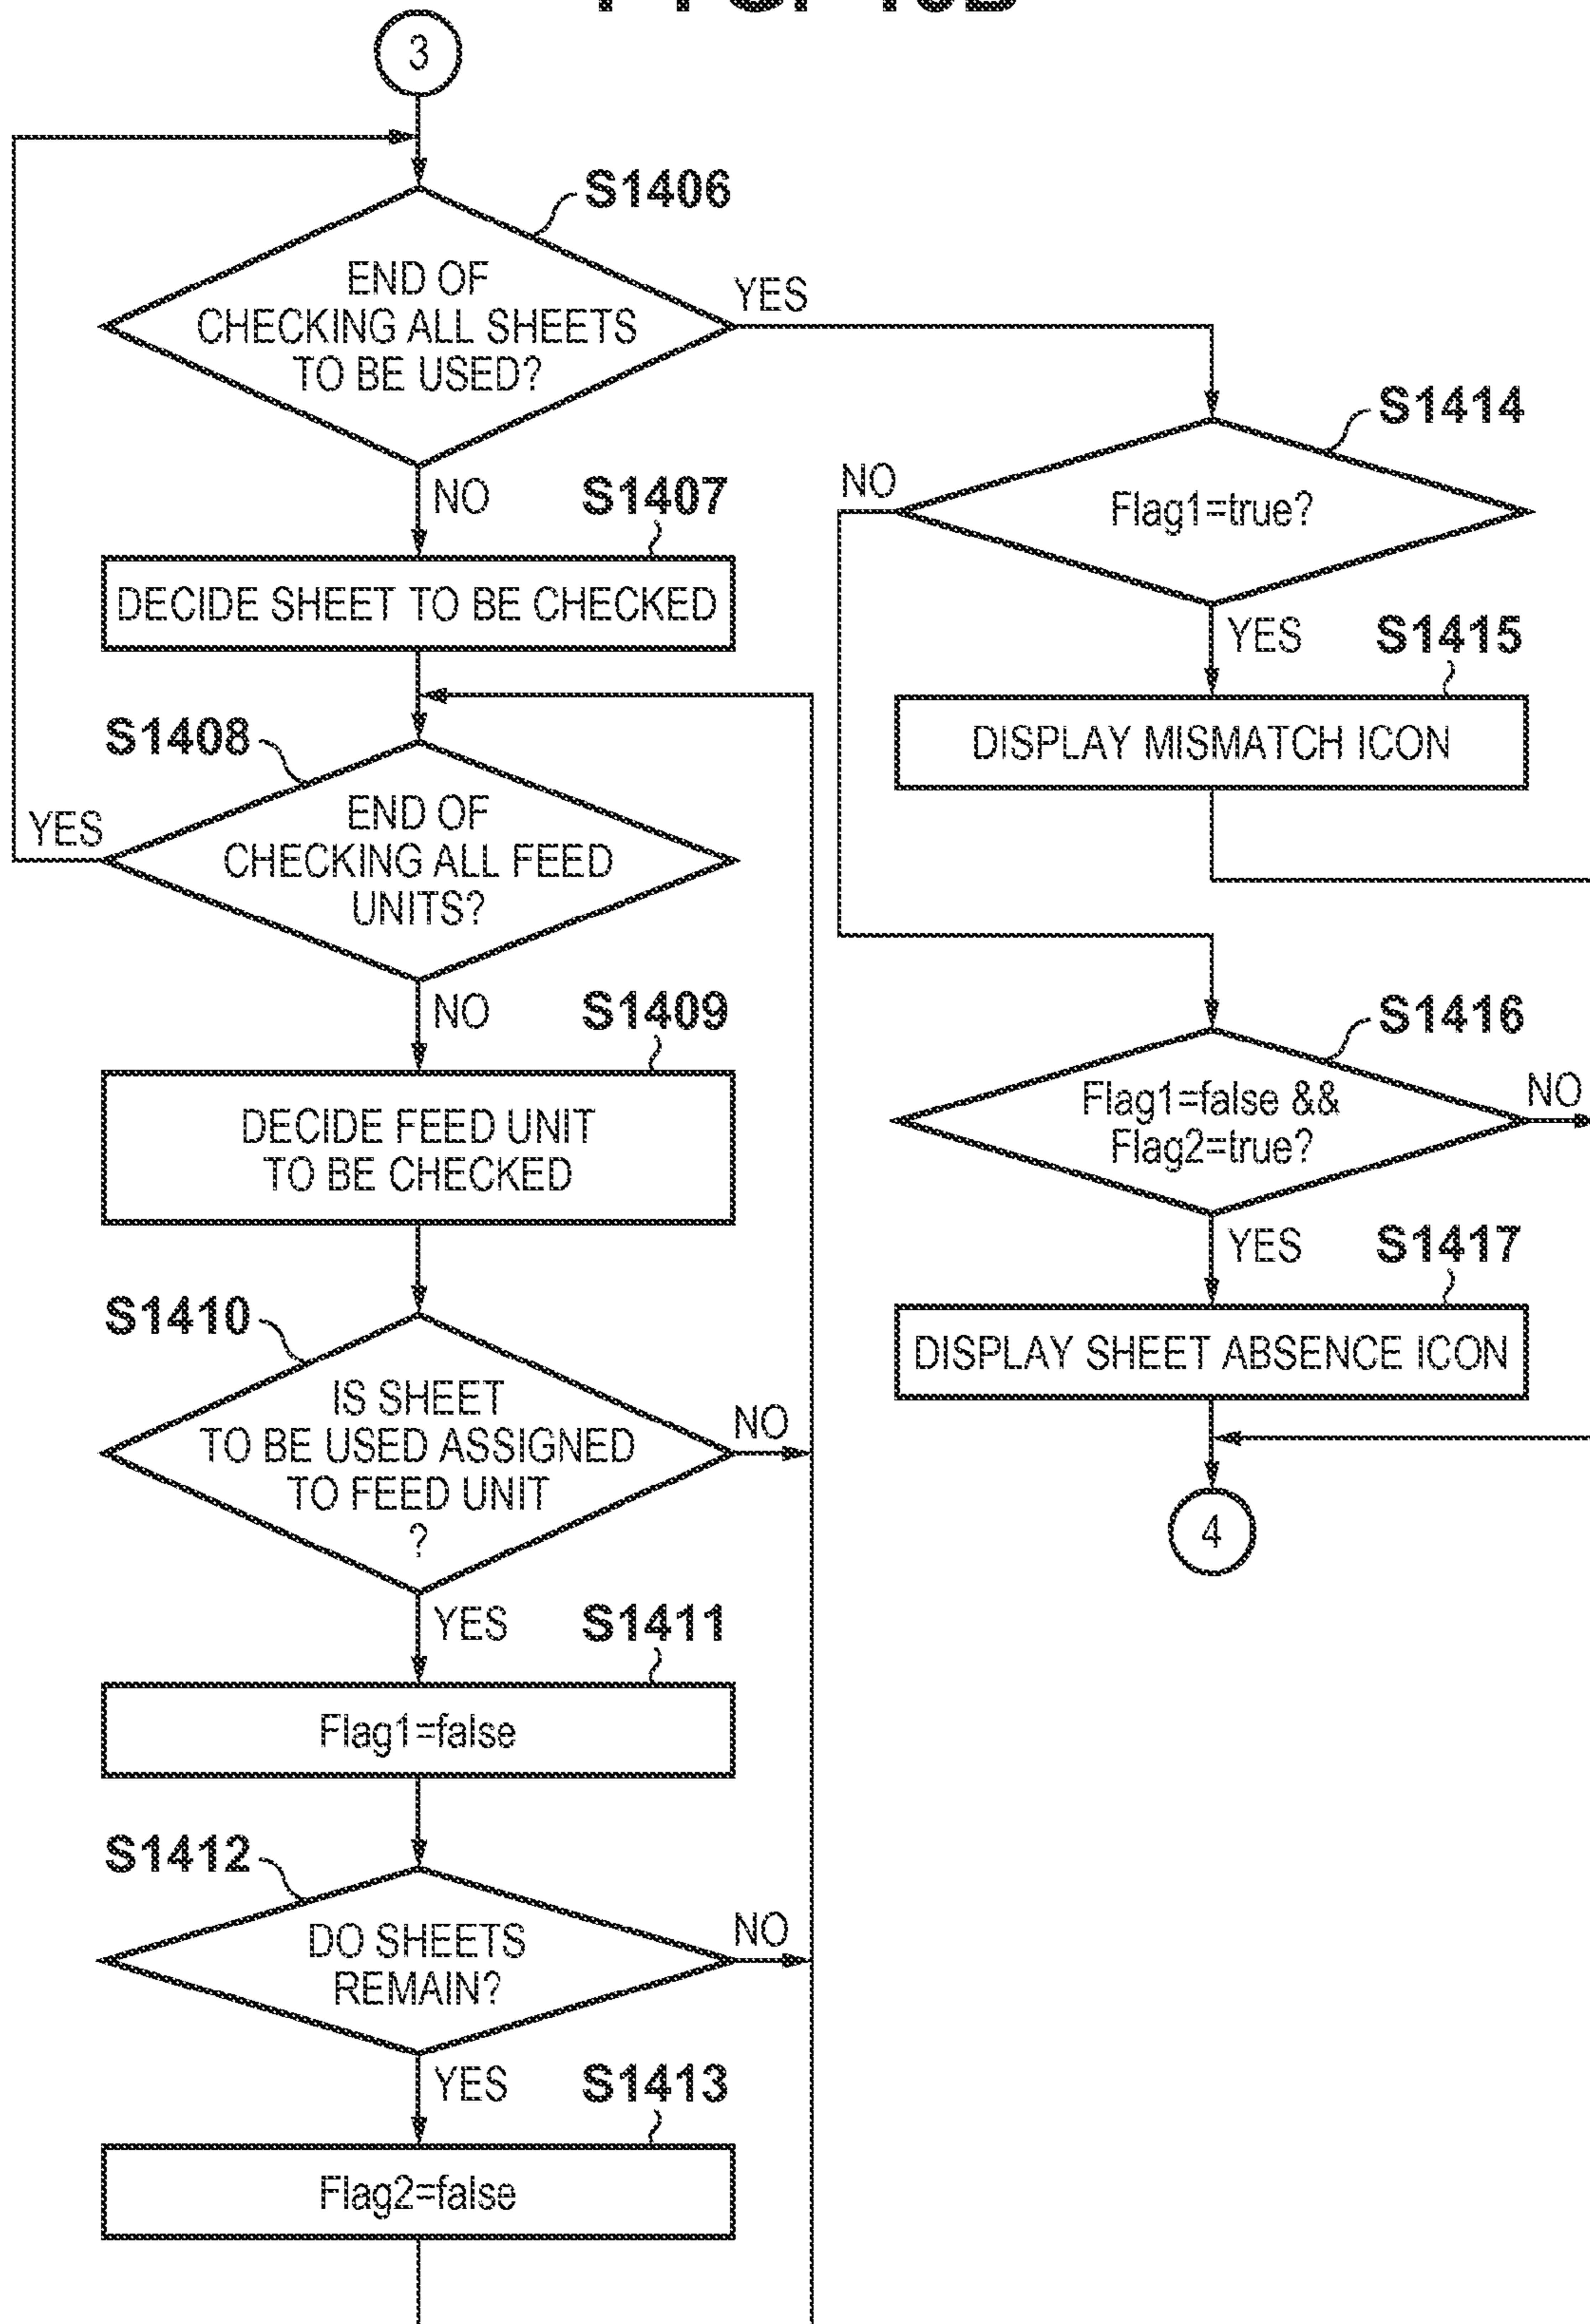 3
S1406
END OF
CHECKING ALL SHEETS
TO BE USED?
YES
NO
S1407
DECIDE SHEET TO BE CHECKED
S1408
END OF
CHECKING ALL FEED
UNITS?
YES
NO
S1409
DECIDE FEED UNIT
TO BE CHECKED
S1410
IS SHEET
TO BE USED ASSIGNED
TO FEED UNIT
?
NO
YES
S1411
Flag1=false
S1412
DO SHEETS
REMAIN?
NO
YES
S1413
Flag2=false
S1414
Flag1=true?
NO
YES
S1415
DISPLAY MISMATCH ICON
S1416
Flag1=false &&
Flag2=true?
NO
YES
S1417
DISPLAY SHEET ABSENCE ICON
4